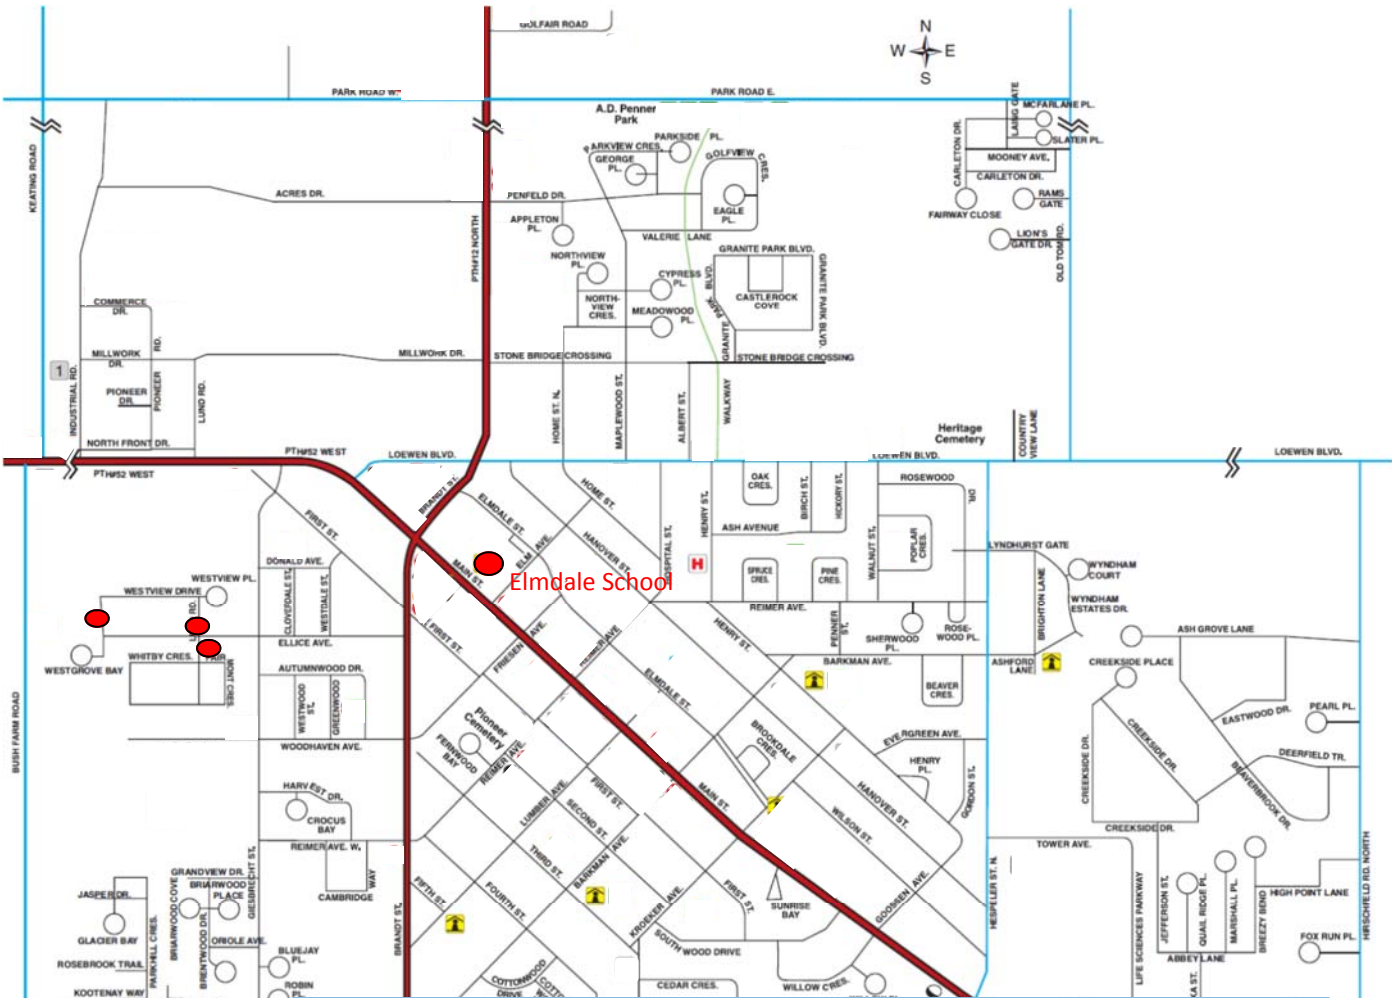 GOLFAIR ROAD
N
W E
S
PARK ROAD W.
PARK ROAD E.
A.D. Penner
Park
LAING GATE
MCFARLANE PL.
SLATER PL.
CARLETON DR.
MOONEY AVE.
CARLETON DR.
RAMS
GATE
FAIRWAY CLOSE
LION'S
GATE DR.
OLD TOM RD.
KEATING ROAD
PARKSIDE PL.
PARKVIEW CRES.
GEORGE
PL.
GOLFVIEW
CRES.
EAGLE
PL.
ACRES DR.
PENFELD DR.
APPLETON
PL.
PTH#12 NORTH
VALERIE LANE
NORTHVIEW
PL.
CYPRESS
PL.
NORTH-
VIEW
CRES.
MEADOWOOD
PL.
GRANITE PARK BLVD.
GRANITE PARK BLVD.
GRANITE PARK BLVD.
CASTLEROCK
COVE
COMMERCE
DR.
MILLWORK
DR.
MILLWORK DR.
PIONEER RD.
PIONEER
DR.
1
INDUSTRIAL RD.
LUND RD.
NORTH FRONT DR.
STONE BRIDGE CROSSING
STONE BRIDGE CROSSING
HOME ST. N.
MAPLEWOOD ST.
ALBERT ST.
WALKWAY
Heritage
Cemetery
COUNTRY
VIEW LANE
PTH#52 WEST
PTH#52 WEST
LOEWEN BLVD.
LOEWEN BLVD.
LOEWEN BLVD.
BRANDT ST.
ELMDALE ST.
HOME ST.
HANOVER ST.
ELM AVE.
HOSPITAL ST.
HENRY ST.
OAK
CRES.
BIRCH ST.
HICKORY ST.
ASH AVENUE
WALNUT ST.
ROSEWOOD
DR.
POPLAR
CRES.
FIRST ST.
DONALD AVE.
CLOVERDALE ST.
WESTDALE ST.
ELLICE AVE.
WESTVIEW PL.
WESTVIEW DRIVE
RD.
MAIN ST.
Elmdale School
H
SPRUCE
CRES.
PINE
CRES.
LYNDHURST GATE
WYNDHAM
COURT
WYNDHAM
ESTATES DR.
BRIGHTON LANE
REIMER AVE.
PENNER
ST.
SHERWOOD
PL.
ROSE-
WOOD PL.
ASH GROVE LANE
WESTGROVE BAY
WHITBY CRES.
FAIR
MONT CRES.
AUTUMNWOOD DR.
WESTWOOD
ST.
GREENWOOD
WOODHAVEN AVE.
FIRST ST.
FRIESEN AVE.
REIMER AVE.
ELMDALE ST.
HENRY ST.
BARKMAN AVE.
BEAVER
CRES.
ASHFORD
LANE
CREEKSIDE PLACE
BUSH FARM ROAD
Pioneer
Cemetery
FERNWOOD
BAY
REIMER AVE.
BROOKDALE
CRES.
EVERGREEN AVE.
HENRY
PL.
GORDON ST.
CREEKSIDE DR.
CREEKSIDE DR.
EASTWOOD DR.
PEARL PL.
DEERFIELD TR.
BEAVERBROOK DR.
HARVEST DR.
CROCUS
BAY
REIMER AVE. W.
LUMBER AVE.
FIRST ST.
SECOND ST.
THIRD ST.
BARKMAN AVE.
MAIN ST.
HANOVER ST.
WILSON ST.
CREEKSIDE DR.
TOWER AVE.
GIESBRECHT ST.
GRANDVIEW DR.
BRIARWOOD
PLACE
CAMBRIDGE
WAY
JASPER DR.
GLACIER BAY
PARKHILL CRES.
BRIARWOOD COVE
BRENTWOOD DR.
ORIOLE AVE.
BLUEJAY
PL.
ROBIN
PL.
ROSEBROOK TRAIL
KOOTENAY WAY
BRANDT ST.
FIFTH ST.
FOURTH ST.
KROEKER AVE.
FIRST ST.
SUNRISE
BAY
GOOSSEN AVE.
SOUTHWOOD DRIVE
COTTONWOOD
DRIVE
CEDAR CRES.
WILLOW CRES.
HESPELER ST. N.
LIFE SCIENCES PARKWAY
JEFFERSON ST.
QUAIL RIDGE PL.
MARSHALL PL.
BREEZY BEND
HIGH POINT LANE
FOX RUN PL.
ABBEY LANE
KA ST.
HIRSCHFELD RD. NORTH